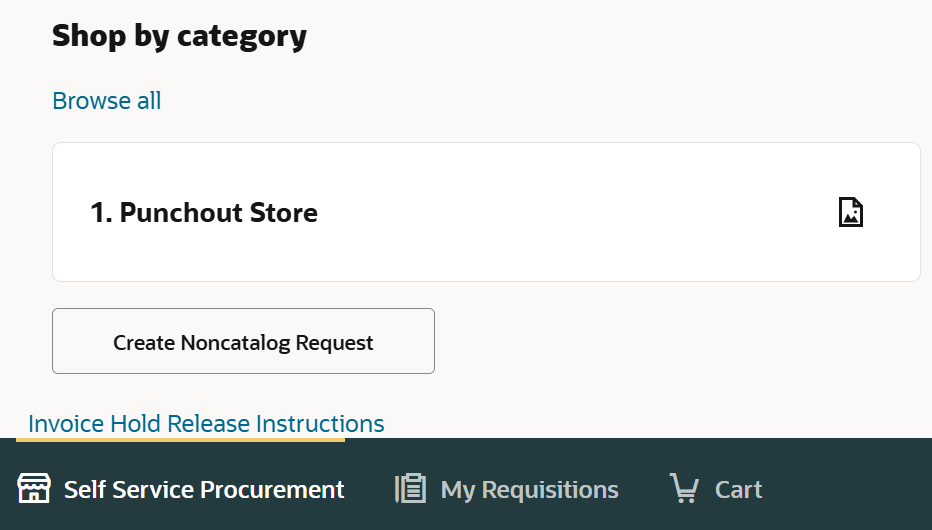 Shop by category
Browse all
1. Punchout Store
Create Noncatalog Request
Invoice Hold Release Instructions
Self Service Procurement
My Requisitions
Cart